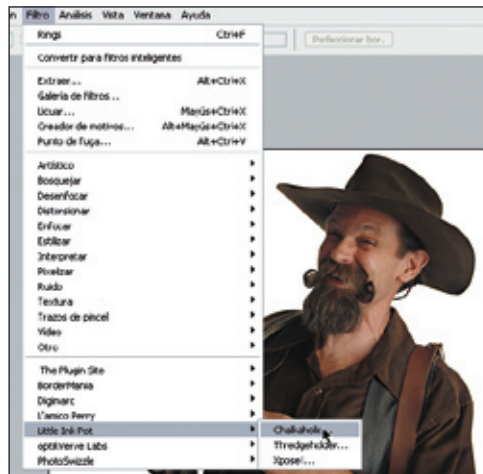 Filtro Análisis Vista Ventana Ayuda
Rings Ctrl+F
Perfeccionar bor.
Convertir para filtros inteligentes
Extraer... Alt+Ctrl+X
Galería de filtros...
Licuar... Mayús+Ctrl+X
Creador de motivos... Alt+Mayús+Ctrl+X
Punto de fuga... Alt+Ctrl+V
Artístico
Bosquejar
Desenfocar
Distorsionar
Enfocar
Estilizar
Interpretar
Pixelizar
Ruido
Textura
Trazos de pincel
Vídeo
Otro
The Plugin Site
BorderMania
Digimarc
L'amico Perry
Little Ink Pot
Chalkaholic...
optikVerve Labs
Thredgeholder...
PhotoSwizzle
Xpose!...